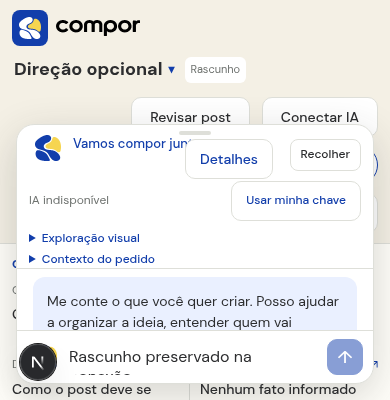 compor
Direção opcional ▾ Rascunho
Revisar post Conectar IA
Vamos compor
Detalhes
Recolher
IA indisponível
Usar minha chave
Exploração visual
Contexto do pedido
Me conte o que você quer criar. Posso ajudar
a organizar a ideia, entender quem vai
N
Rascunho preservado na
Como o post deve se
Nenhum fato informado